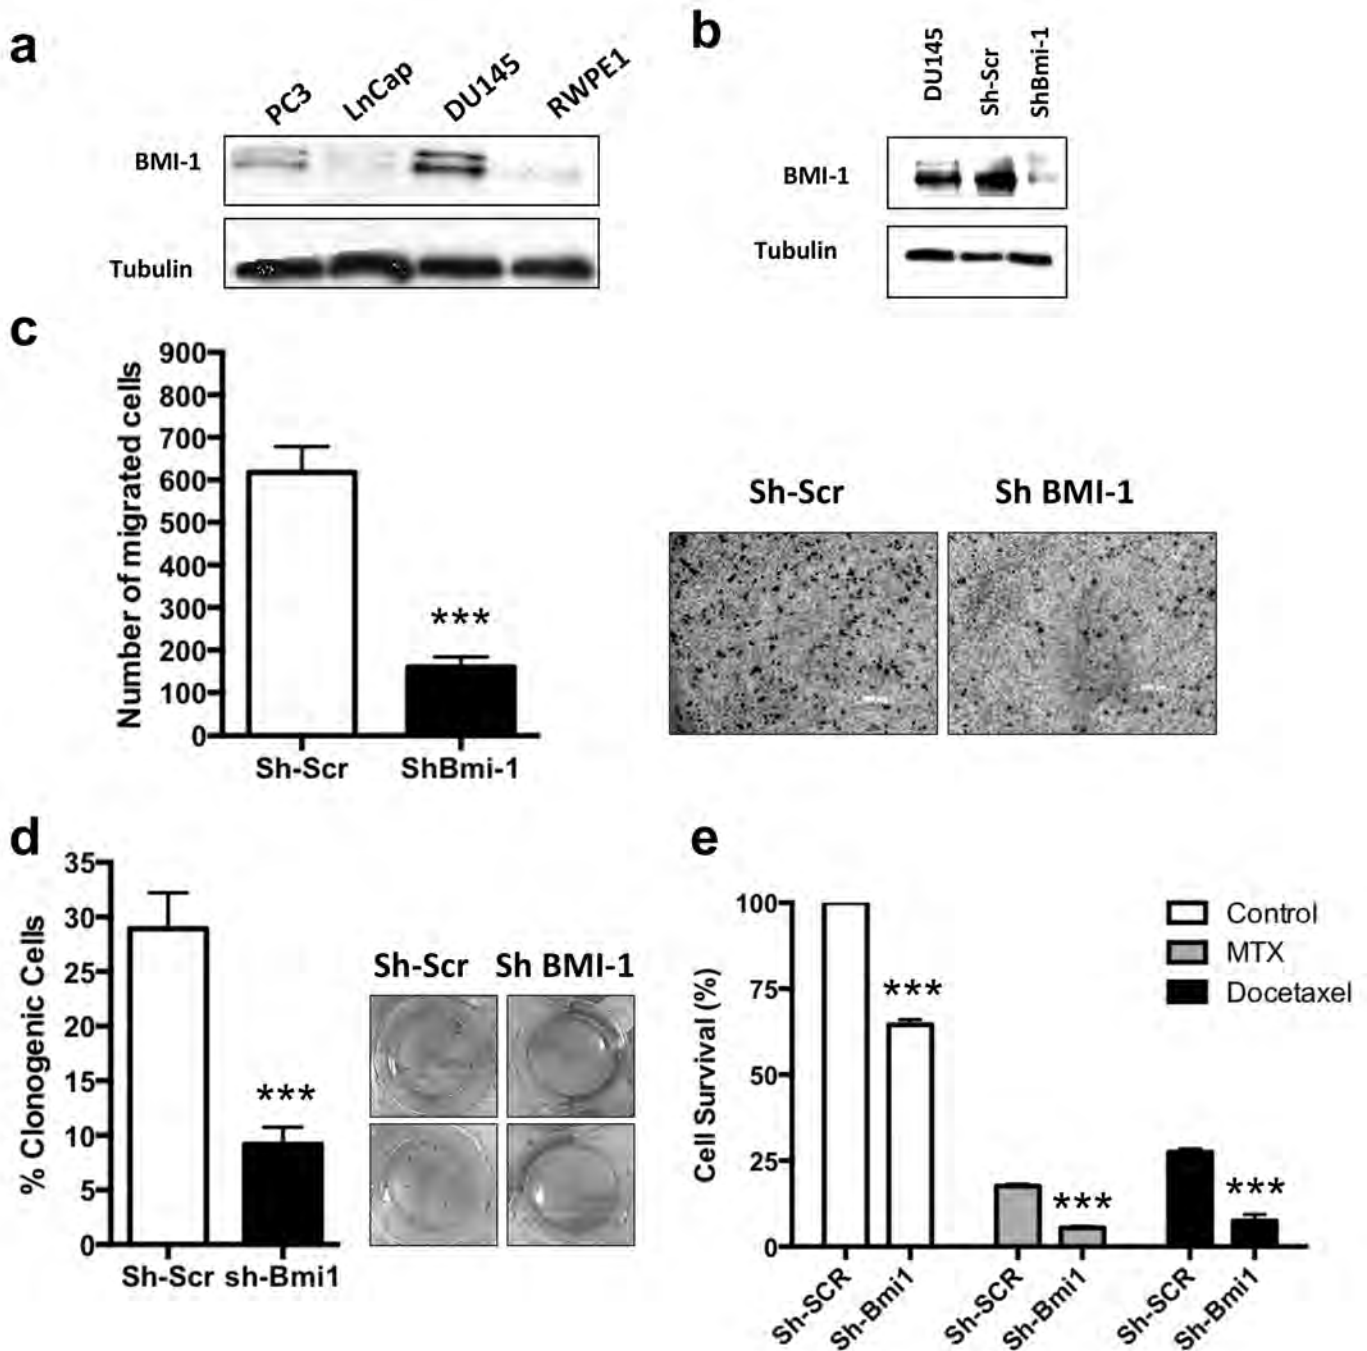 a
PC3 LnCap DU145 RWPE1
BMI-1
Tubulin
b
DU145 Sh-Scr ShBmi-1
BMI-1
Tubulin
c
Number of migrated cells
900
800
700
600
500
400
300
200
100
0
***
Sh-Scr ShBmi-1
Sh-Scr Sh BMI-1
d
% Clonogenic Cells
35
30
25
20
15
10
5
0
***
Sh-Scr sh-Bmi1
Sh-Scr Sh BMI-1
e
Cell Survival (%)
100
75
50
25
0
***
***
***
Control
MTX
Docetaxel
Sh-SCR Sh-Bmi1 Sh-SCR Sh-Bmi1 Sh-SCR Sh-Bmi1